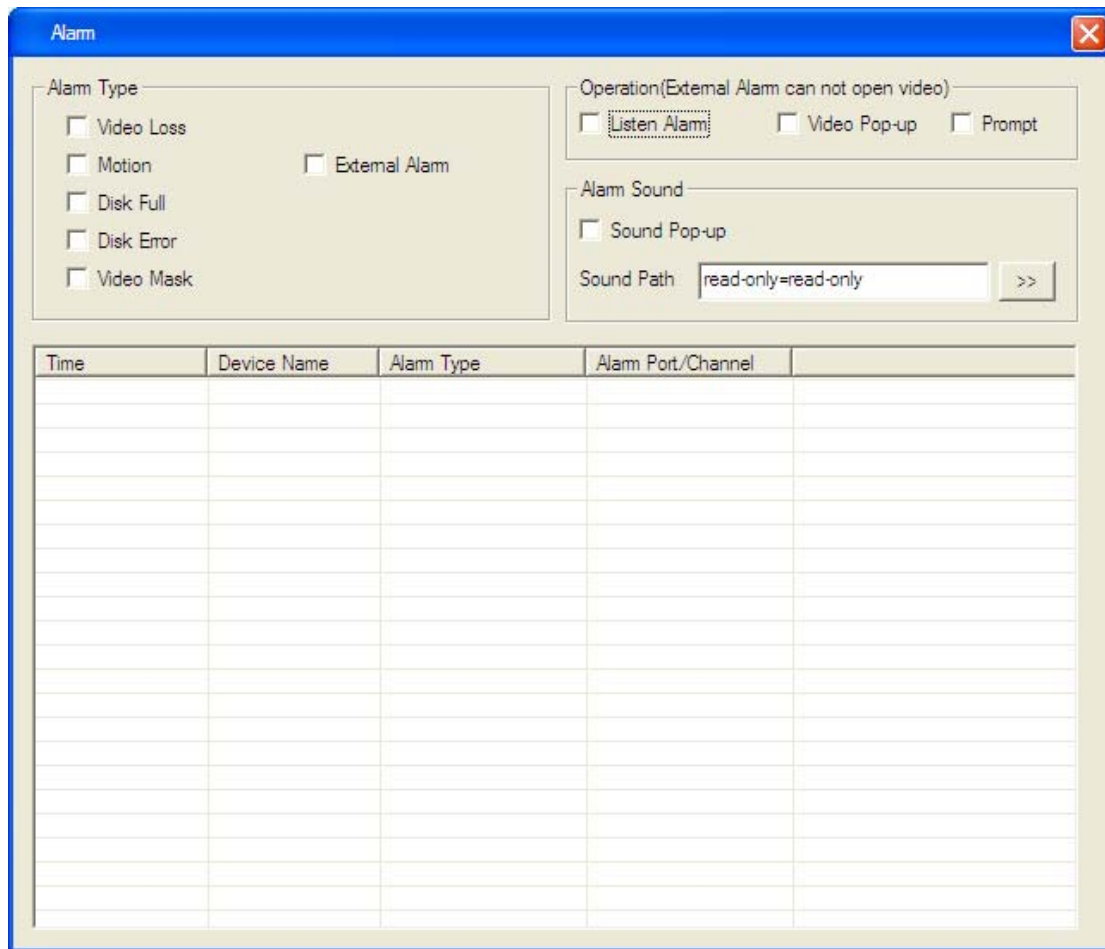 Alarm
Alarm Type
Video Loss
Motion
External Alarm
Disk Full
Disk Error
Video Mask
Operation(External Alarm can not open video)
Listen Alarm
Video Pop-up
Prompt
Alarm Sound
Sound Pop-up
Sound Path
read-only=read-only
>>
Time Device Name Alarm Type Alarm Port/Channel